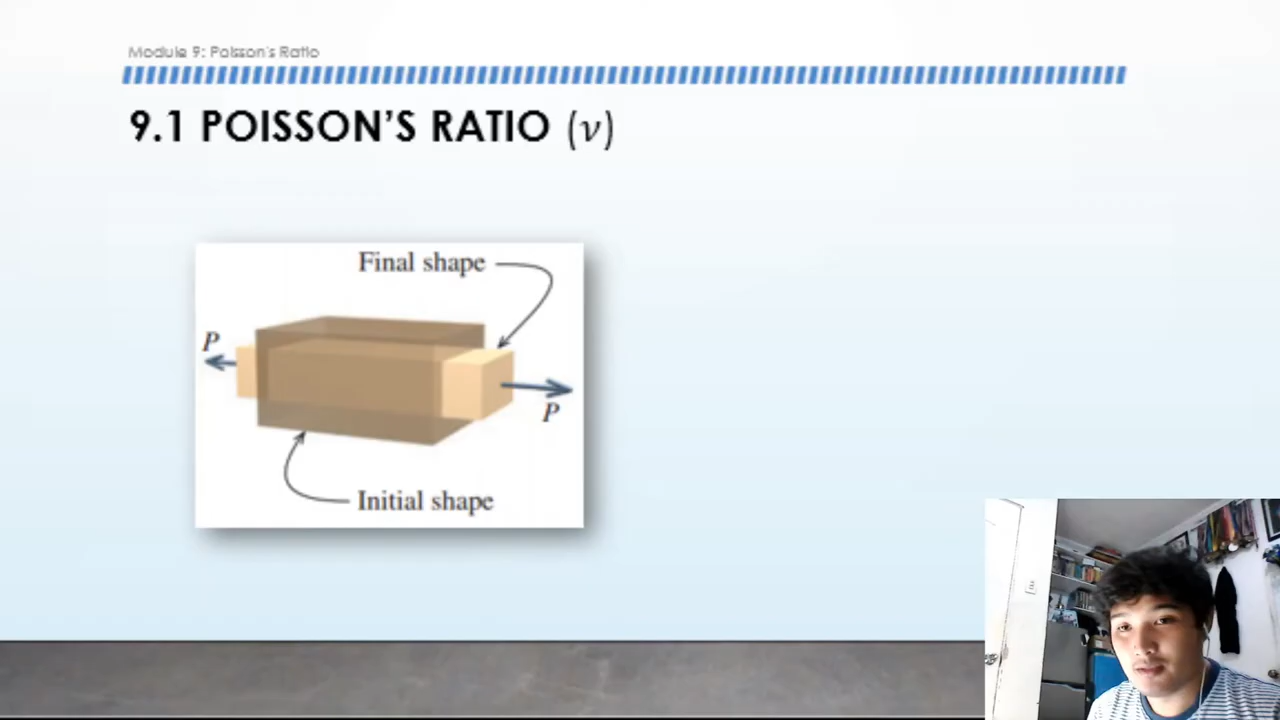 Module 9: Poisson's Ratio
9.1 POISSON'S RATIO (ν)
Final shape
P
P
Initial shape